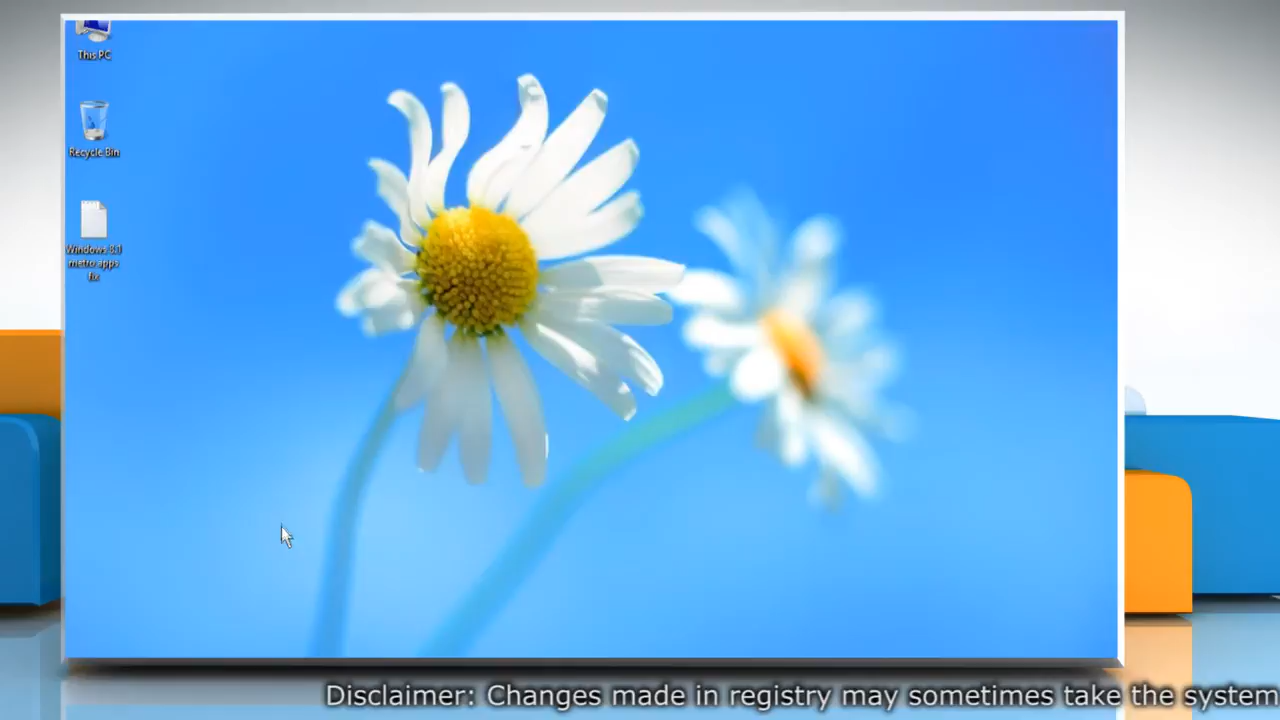 This PC
Recycle Bin
Windows 8.1
metro apps
fix
Disclaimer: Changes made in registry may sometimes take the system